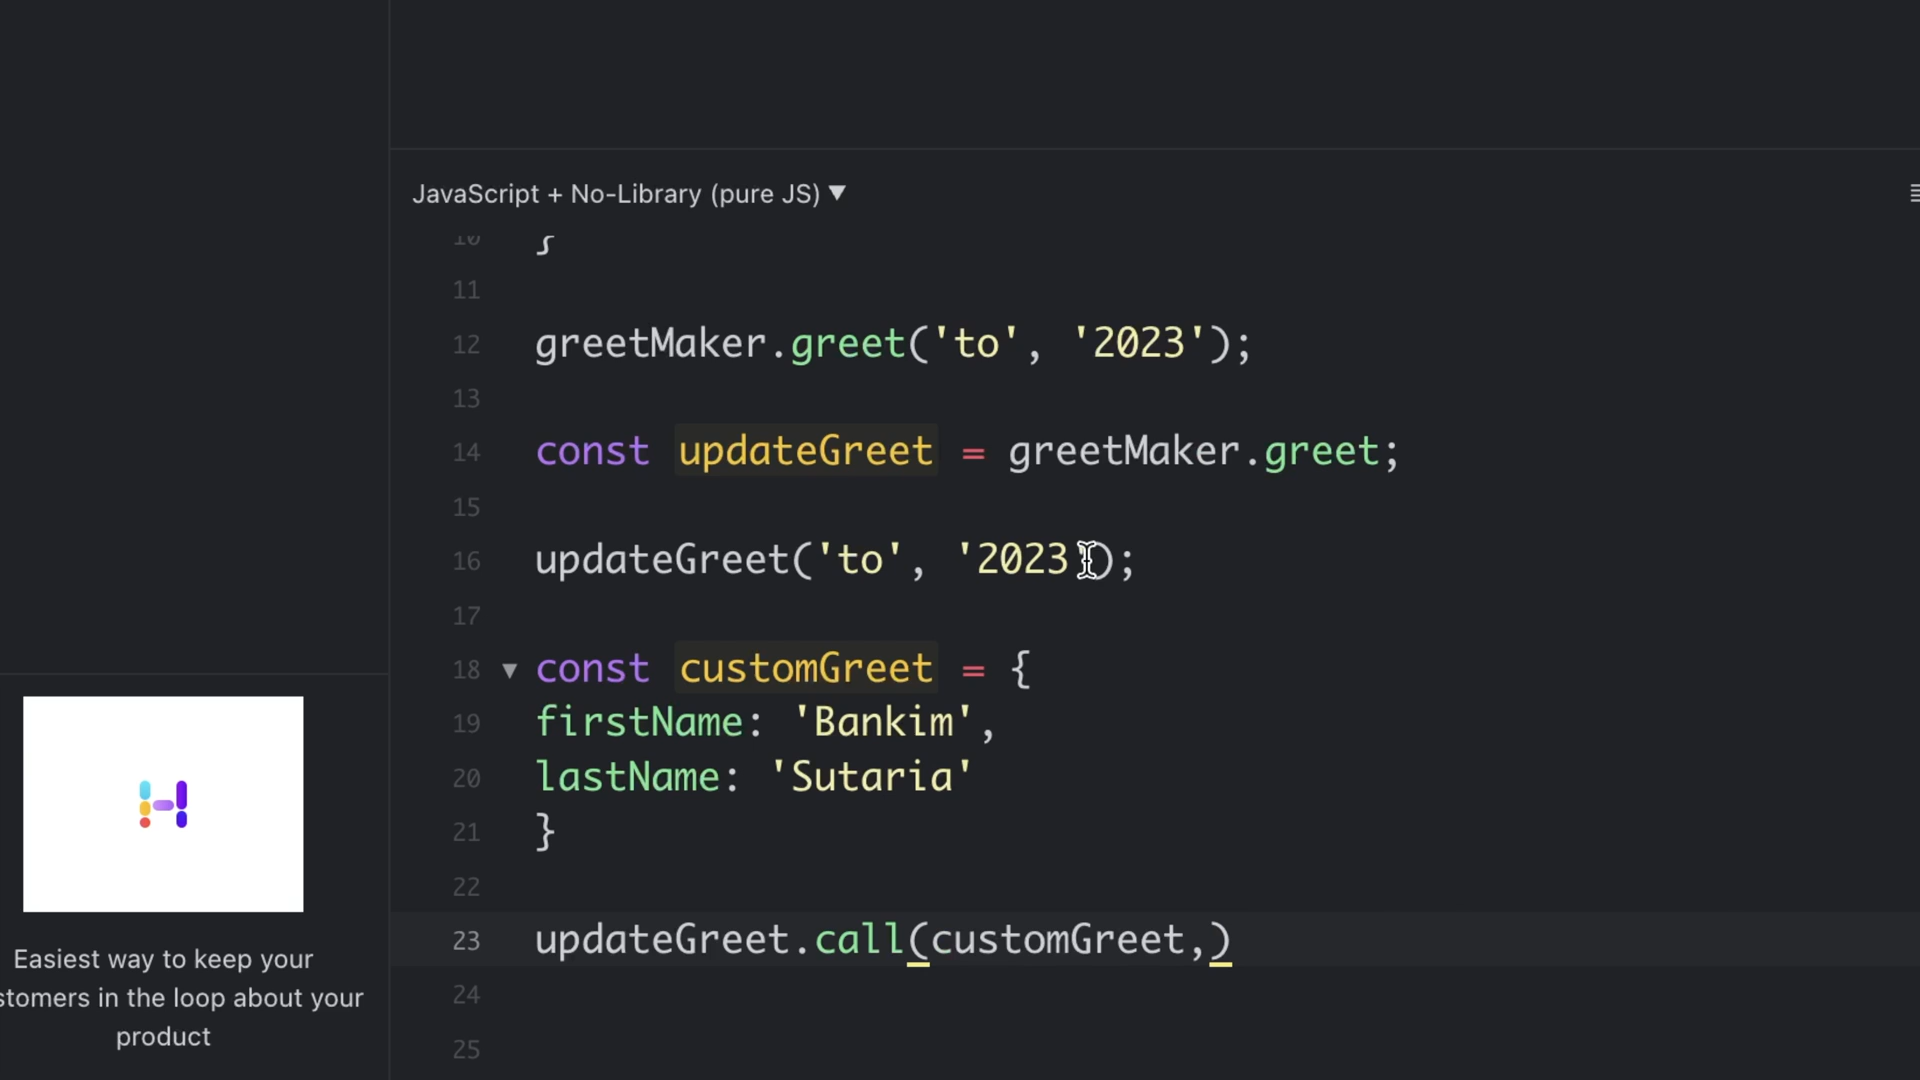 JavaScript + No-Library (pure JS) ▼
10 }
11
12 greetMaker.greet('to', '2023');
13
14 const updateGreet = greetMaker.greet;
15
16 updateGreet('to', '2023');
17
18 ▼ const customGreet = {
19 firstName: 'Bankim',
20 lastName: 'Sutaria'
21 }
22
23 updateGreet.call(customGreet,)
24
25
Easiest way to keep your
stomers in the loop about your
product